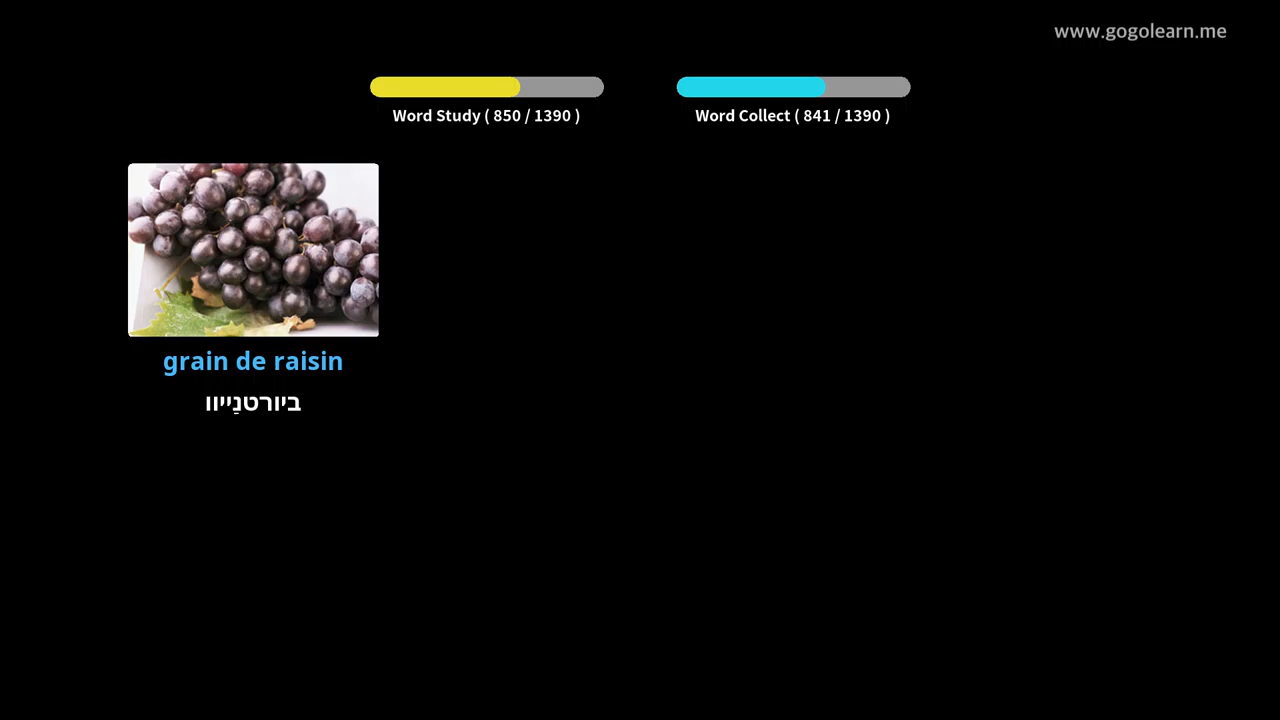 www.gogolearn.me
Word Study ( 850 / 1390 )
Word Collect ( 841 / 1390 )
grain de raisin
ביורטנַייוו